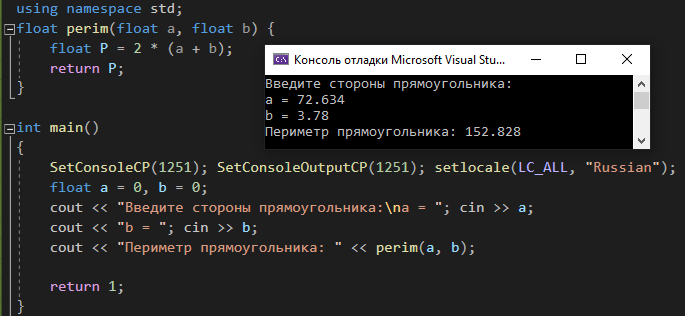 using namespace std;
float perim(float a, float b) {
    float P = 2 * (a + b);
    return P;
}
Консоль отладки Microsoft Visual Stu...
Введите стороны прямоугольника:
a = 72.634
b = 3.78
Периметр прямоугольника: 152.828
int main()
{
    SetConsoleCP(1251); SetConsoleOutputCP(1251); setlocale(LC_ALL, "Russian");
    float a = 0, b = 0;
    cout << "Введите стороны прямоугольника:\na = "; cin >> a;
    cout << "b = "; cin >> b;
    cout << "Периметр прямоугольника: " << perim(a, b);
    return 1;
}